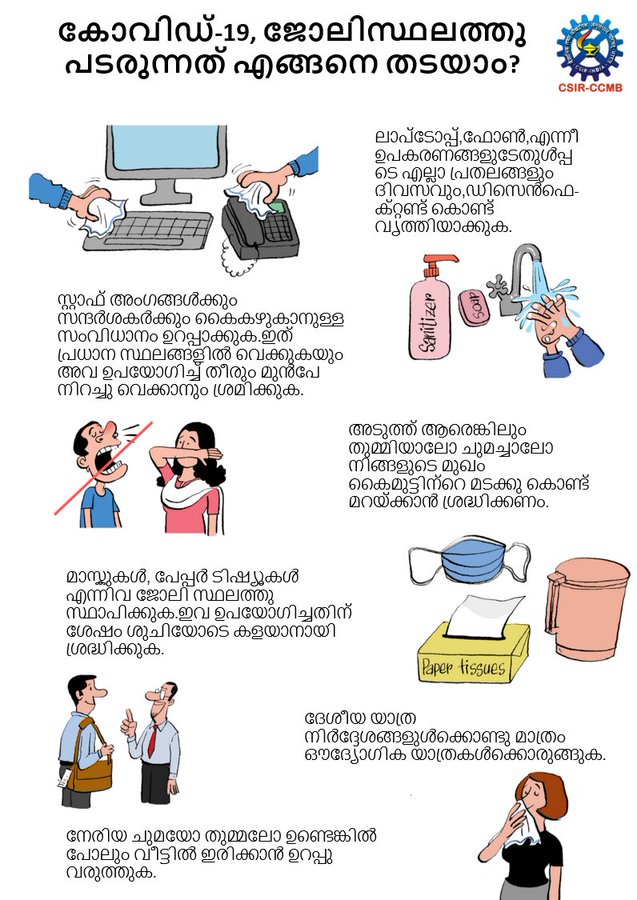 കോവിഡ്-19, ജോലിസ്ഥലത്തു
പടരുന്നത് എങ്ങനെ തടയാം?
CSIR-INDIA
CSIR-CCMB
ലാപ്ടോപ്പ്,ഫോൺ,എന്നീ
ഉപകരണങ്ങളുടേതുൾപ്പ
ടെ എല്ലാ പ്രതലങ്ങളും
ദിവസവും,ഡിസെൻഫെ-
ക്റ്റണ്ട് കൊണ്ട്
വൃത്തിയാക്കുക.
Sanitizer
Soap
സ്റ്റാഫ് അംഗങ്ങൾക്കും
സന്ദർശകർക്കും കൈകഴുകാനുള്ള
സംവിധാനം ഉറപ്പാക്കുക.ഇത്
പ്രധാന സ്ഥലങ്ങളിൽ വെക്കുകയും
അവ ഉപയോഗിച്ച് തീരും മുൻപേ
നിറച്ചു വെക്കാനും ശ്രമിക്കുക.
അടുത്ത് ആരെങ്കിലും
തുമ്മിയാലോ ചുമച്ചാലോ
നിങ്ങളുടെ മുഖം
കൈമുട്ടിന്റെ മടക്കു കൊണ്ട്
മറയ്ക്കാൻ ശ്രദ്ധിക്കണം.
മാസ്കുകൾ, പേപ്പർ ടിഷ്യൂകൾ
എന്നിവ ജോലി സ്ഥലത്തു
സ്ഥാപിക്കുക.ഇവ ഉപയോഗിച്ചതിന്
ശേഷം ശുചിയോടെ കളയാനായി
ശ്രദ്ധിക്കുക.
Paper tissues
ദേശീയ യാത്ര
നിർദ്ദേശങ്ങളുൾക്കൊണ്ടു മാത്രം
ഔദ്യോഗിക യാത്രകൾക്കൊരുങ്ങുക.
നേരിയ ചുമയോ തുമ്മലോ ഉണ്ടെങ്കിൽ
പോലും വീട്ടിൽ ഇരിക്കാൻ ഉറപ്പു
വരുത്തുക.